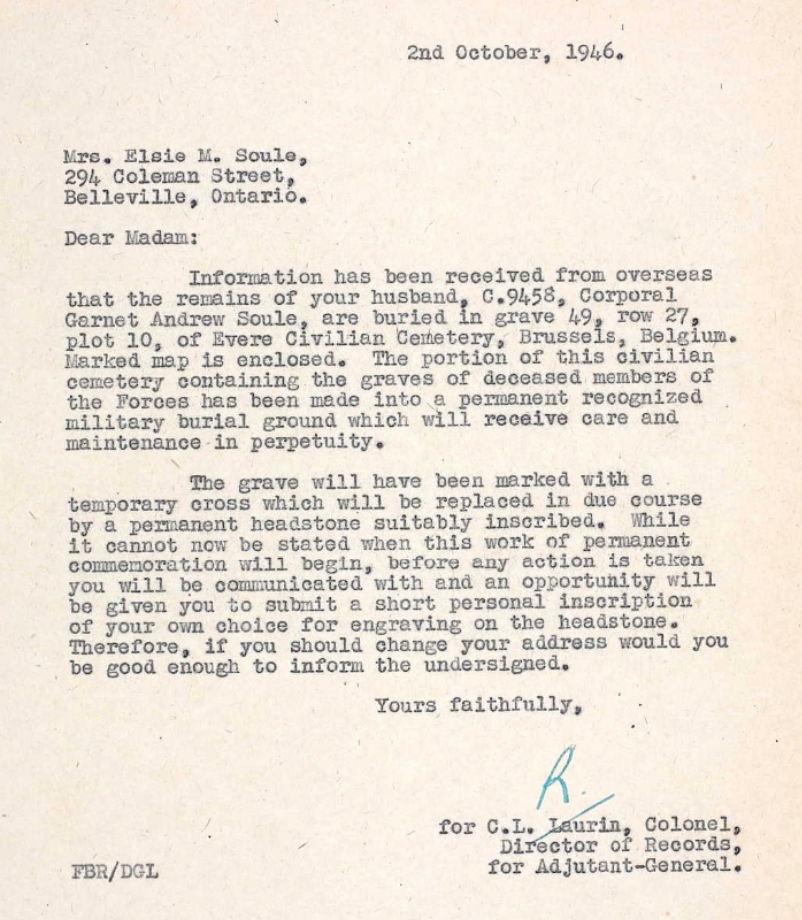 2nd October, 1946.
Mrs. Elsie M. Soule,
294 Coleman Street,
Belleville, Ontario.
Dear Madam:
Information has been received from overseas
that the remains of your husband, C.9458, Corporal
Garnet Andrew Soule, are buried in grave 49, row 27,
plot 10, of Evere Civilian Cemetery, Brussels, Belgium.
Marked map is enclosed. The portion of this civilian
cemetery containing the graves of deceased members of
the Forces has been made into a permanent recognized
military burial ground which will receive care and
maintenance in perpetuity.
The grave will have been marked with a
temporary cross which will be replaced in due course
by a permanent headstone suitably inscribed. While
it cannot now be stated when this work of permanent
commemoration will begin, before any action is taken
you will be communicated with and an opportunity will
be given you to submit a short personal inscription
of your own choice for engraving on the headstone.
Therefore, if you should change your address would you
be good enough to inform the undersigned.
Yours faithfully,
R.
for C.L. Laurin, Colonel,
Director of Records,
for Adjutant-General.
FBR/DGL